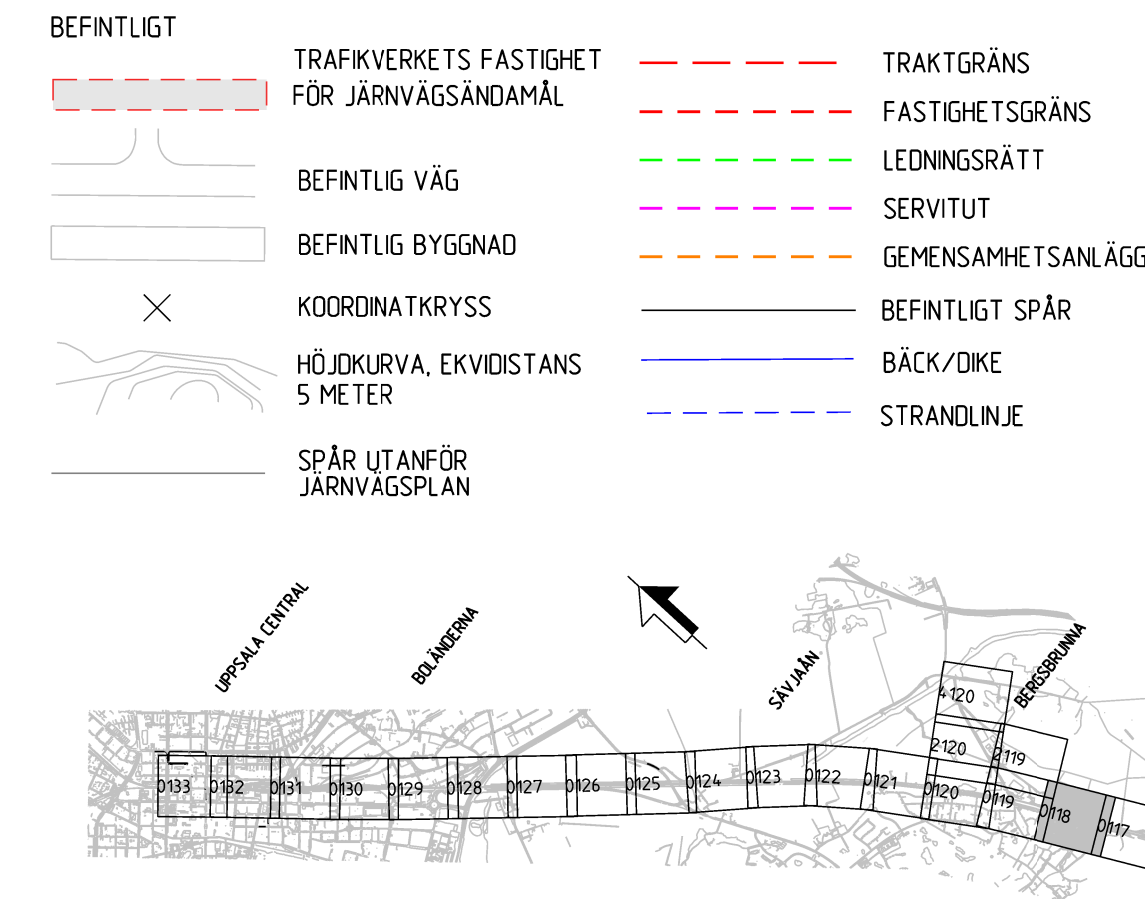 BEFINTLIGT
TRAFIKVERKETS FASTIGHET
FÖR JÄRNVÄGSÄNDAMÅL
BEFINTLIG VÄG
BEFINTLIG BYGGNAD
KOORDINATKRYSS
HÖJDKURVA, EKVIDISTANS
5 METER
SPÅR UTANFÖR
JÄRNVÄGSPLAN
TRAKTGRÄNS
FASTIGHETSGRÄNS
LEDNINGSRÄTT
SERVITUT
GEMENSAMHETSANLÄGG
BEFINTLIGT SPÅR
BÄCK/DIKE
STRANDLINJE
UPPSALA CENTRAL
BOLÄNDERNA
SÄVJAÅN
BERGSBRUNNA
4120
2120
2119
0133
0132
0131
0130
0129
0128
0127
0126
0125
0124
0123
0122
0121
0120
0119
0118
0117